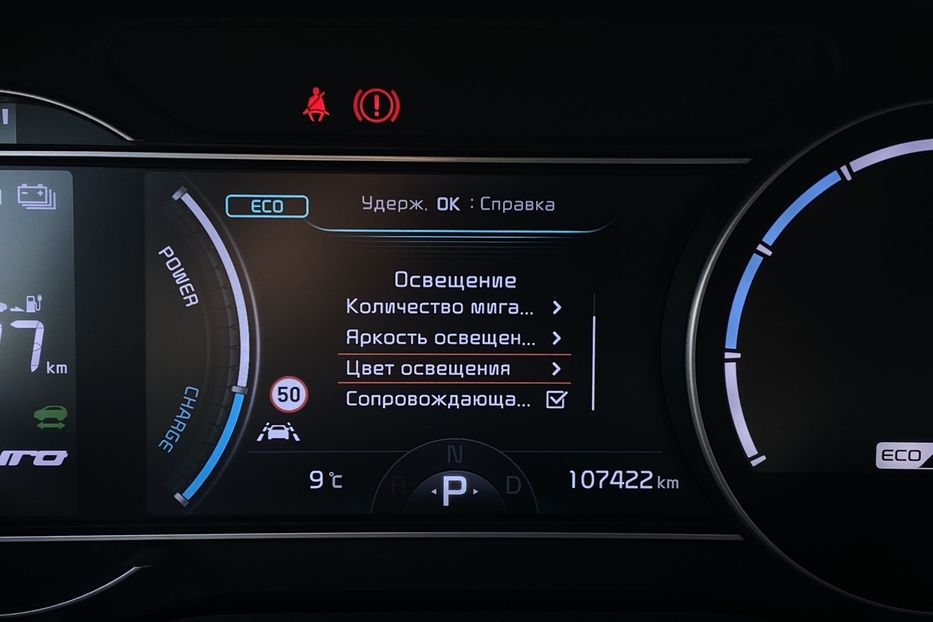 ECO
Удерж. OK : Справка
Освещение
POWER
Количество мига...
Яркость освещен...
Цвет освещения
km
CHARGE
50
Сопровождающа...
N
ECO
9 °C
R
P
D
107422 km